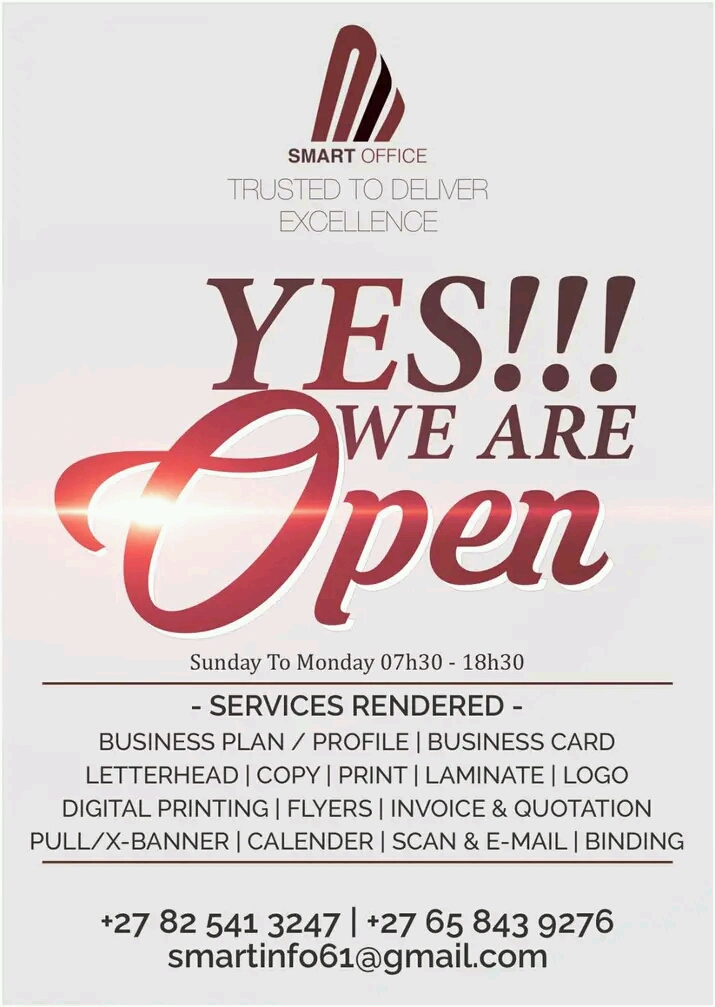 SMART OFFICE
TRUSTED TO DELIVER
EXCELLENCE
YES!!!
WE ARE
Open
Sunday To Monday 07h30 - 18h30
- SERVICES RENDERED -
BUSINESS PLAN / PROFILE | BUSINESS CARD
LETTERHEAD | COPY | PRINT | LAMINATE | LOGO
DIGITAL PRINTING | FLYERS | INVOICE & QUOTATION
PULL/X-BANNER | CALENDER | SCAN & E-MAIL | BINDING
+27 82 541 3247 | +27 65 843 9276
smartinfo61@gmail.com